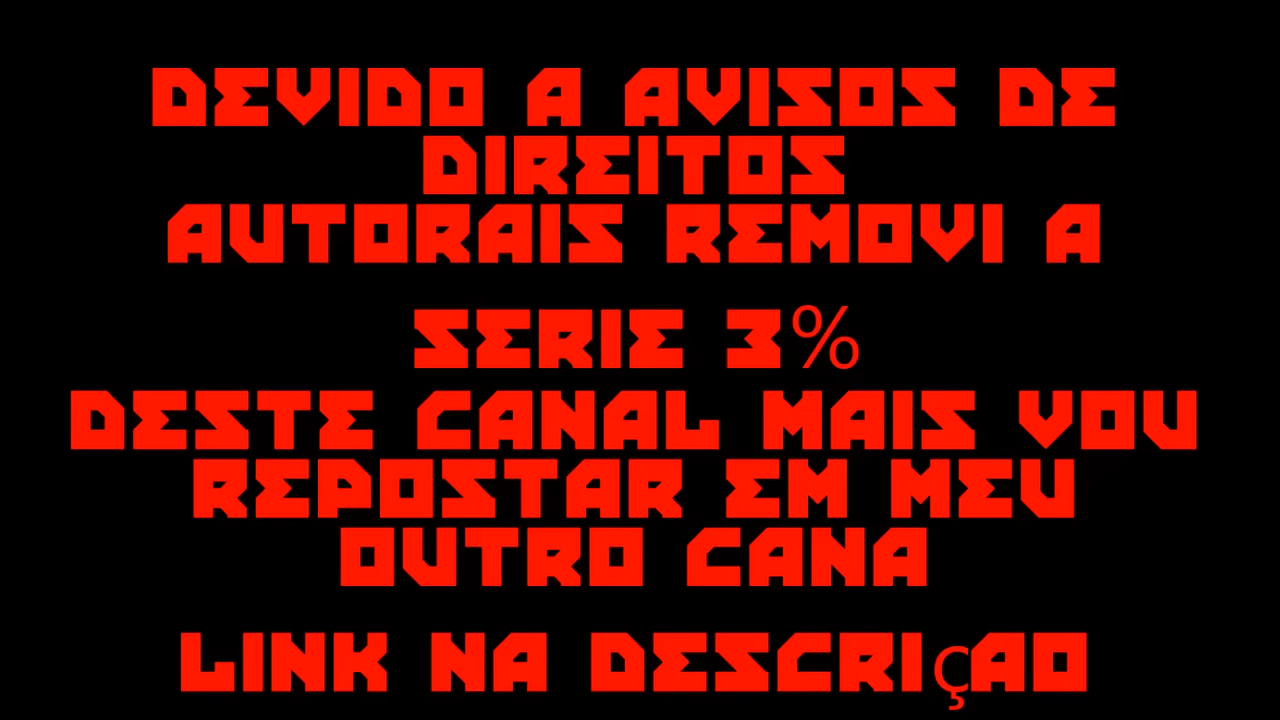 DEVIDO A AVISOS DE
DIREITOS
AUTORAIS REMOVI A
SERIE 3%
DESTE CANAL MAIS VOU
REPOSTAR EM MEU
OUTRO CANA
LINK NA DESCRIçAO